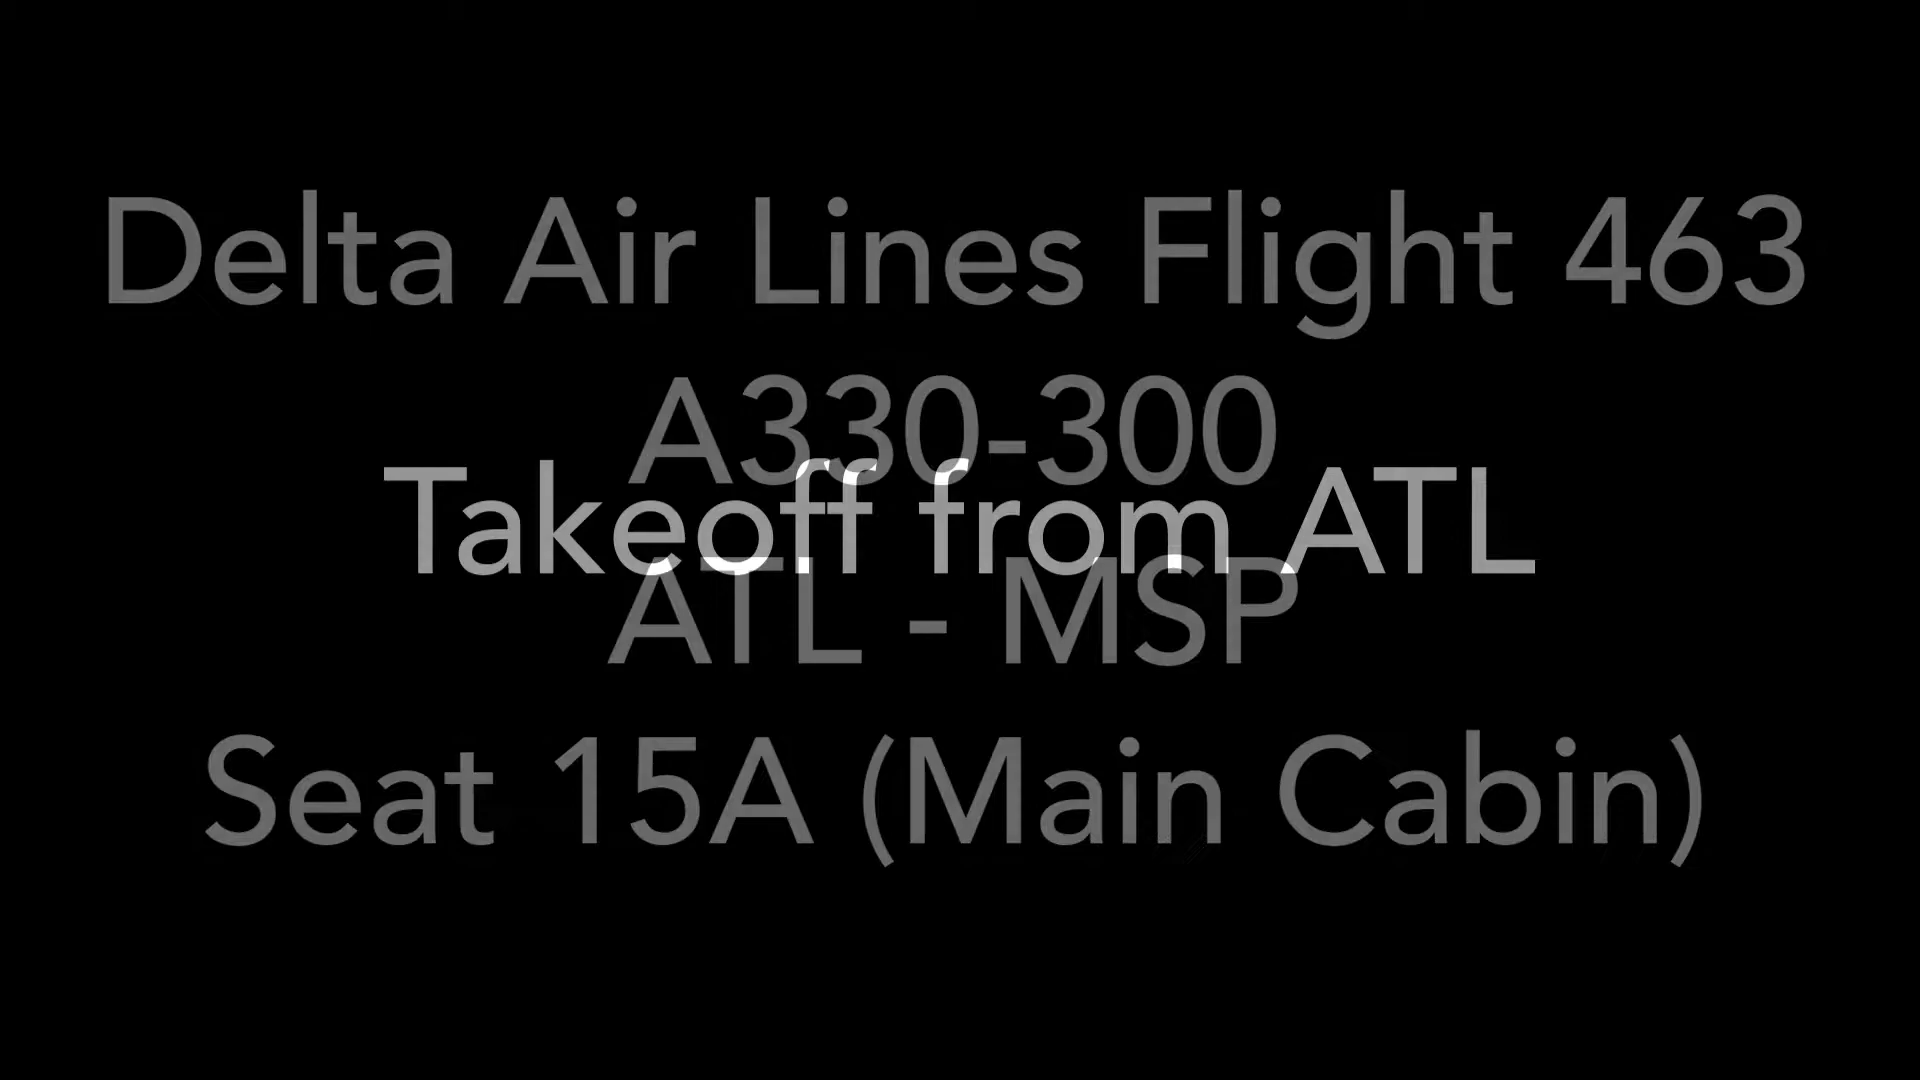 Delta Air Lines Flight 463
A330-300
Takeoff from ATL
ATL - MSP
Seat 15A (Main Cabin)